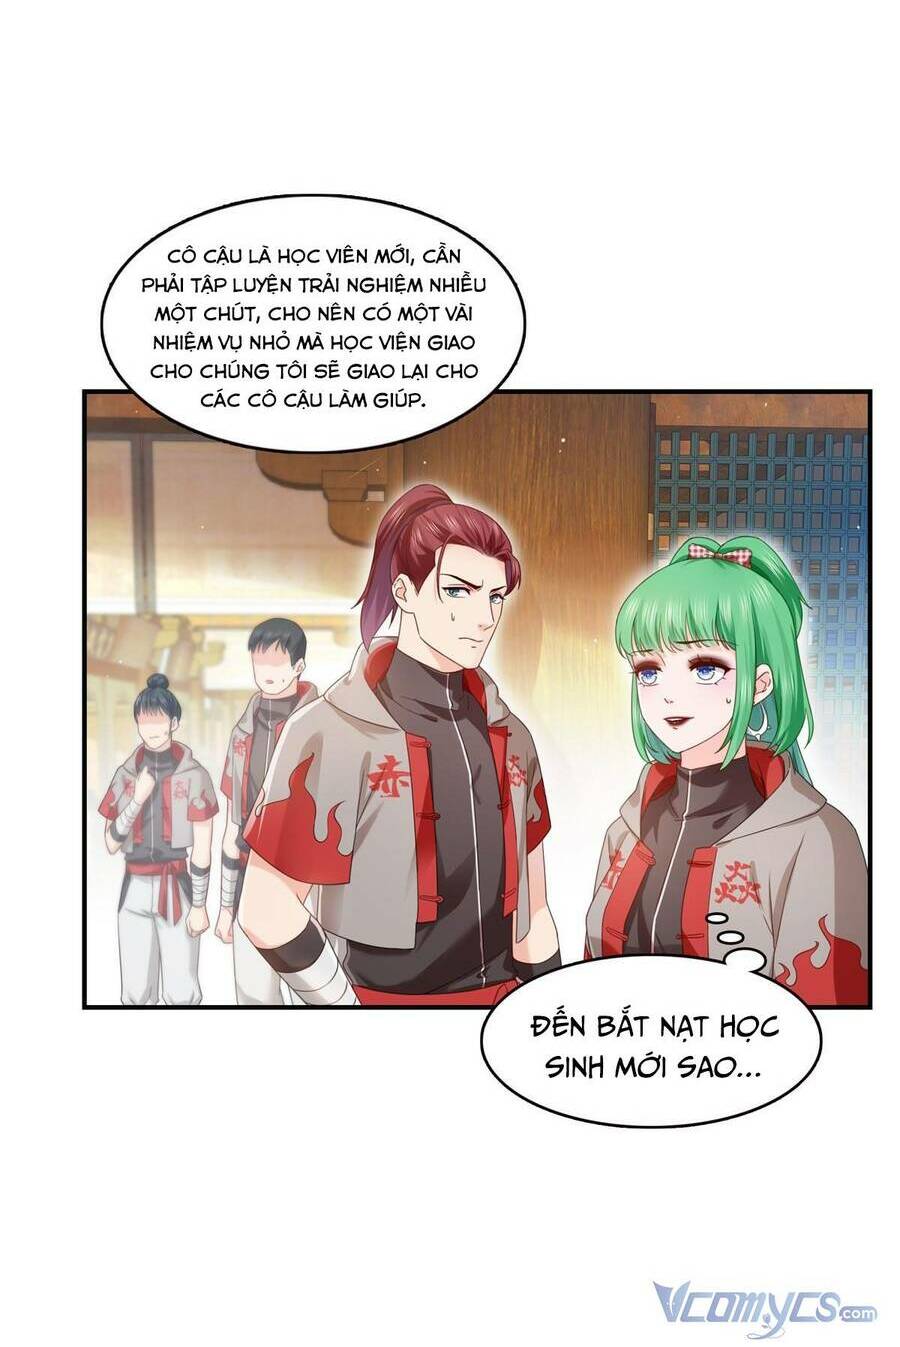 CÔ CẬU LÀ HỌC VIÊN MỚI, CẦN
PHẢI TẬP LUYỆN TRẢI NGHIỆM NHIỀU
MỘT CHÚT, CHO NÊN CÓ MỘT VÀI
NHIỆM VỤ NHỎ MÀ HỌC VIỆN GIAO
CHO CHÚNG TÔI SẼ GIAO LẠI CHO
CÁC CÔ CẬU LÀM GIÚP.
赤 焱
焱
ĐẾN BẮT NẠT HỌC
SINH MỚI SAO...
Vcomycs.com